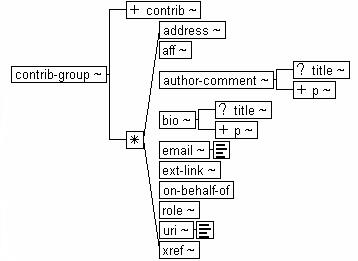 + contrib ~
address ~
aff ~
contrib-group ~
author-comment ~
? title ~
+ p ~
bio ~
? title ~
+ p ~
*
email ~
ext-link ~
on-behalf-of
role ~
uri ~
xref ~